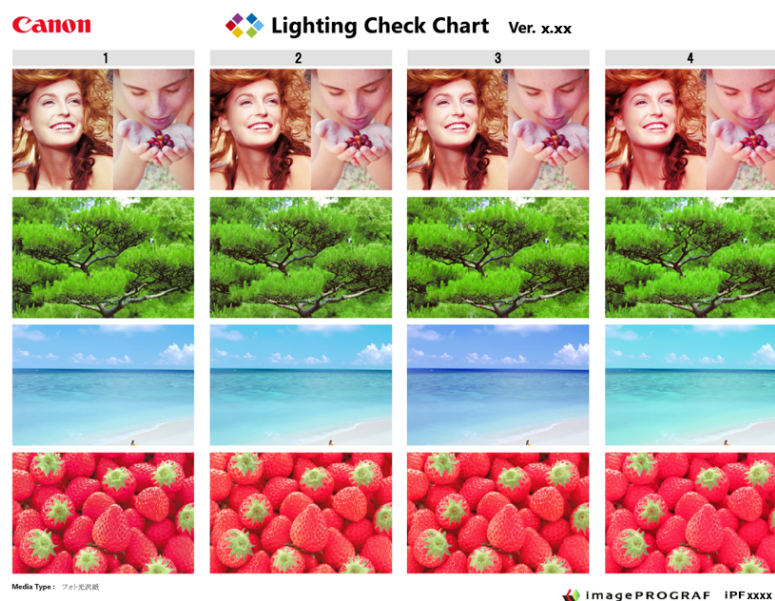 Canon
Lighting Check Chart Ver. x.xx
1 2 3 4
Media Type : フォト光沢紙
imagePROGRAF iPFxxxx